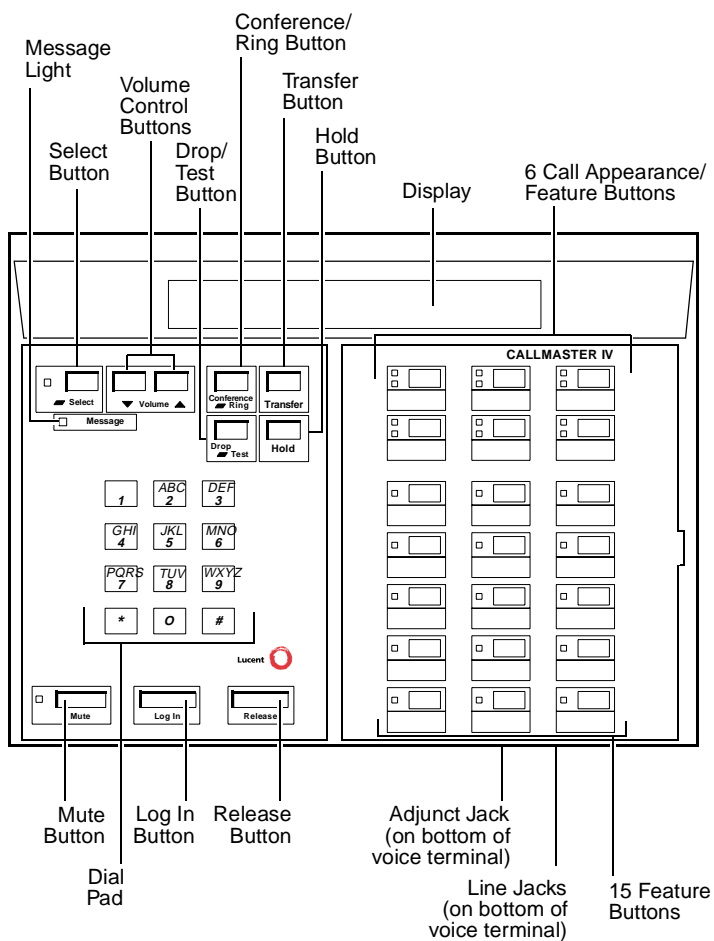 Conference/
Ring Button
Message
Light
Volume
Control
Buttons
Transfer
Button
Select
Button
Drop/
Test
Button
Hold
Button
Display
6 Call Appearance/
Feature Buttons
CALLMASTER IV
Select
Volume
Conference
Ring
Transfer
Message
Drop
Test
Hold
1
ABC
2
DEF
3
GHI
4
JKL
5
MNO
6
PQRS
7
TUV
8
WXYZ
9
*
O
#
Lucent
Mute
Log In
Release
Mute
Button
Log In
Button
Release
Button
Dial
Pad
Adjunct Jack
(on bottom of
voice terminal)
Line Jacks
(on bottom of
voice terminal)
15 Feature
Buttons